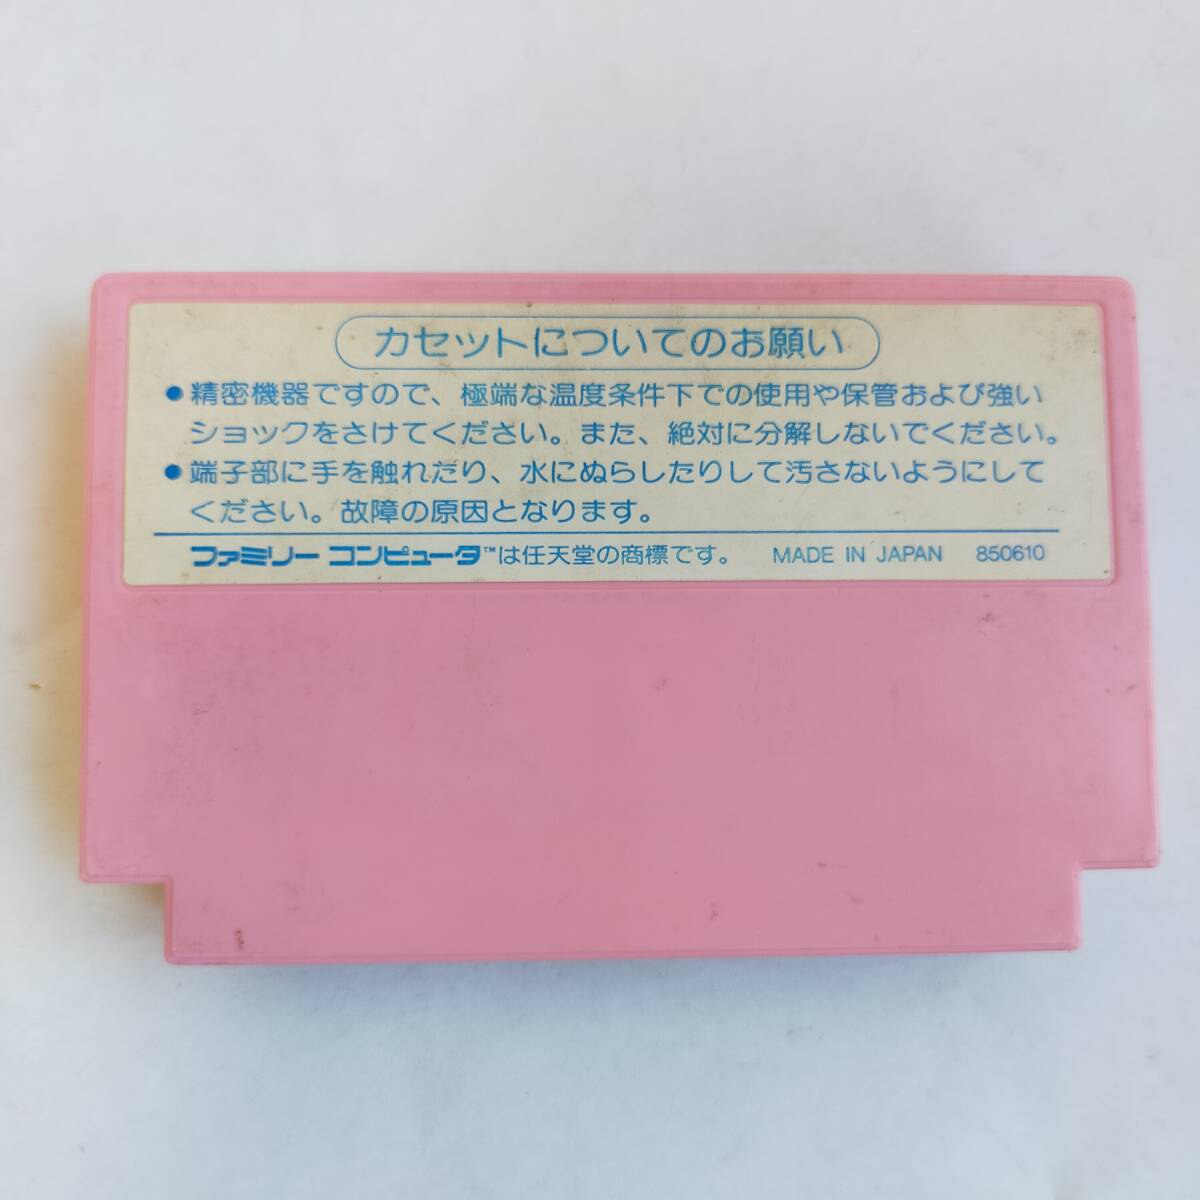 カセットについてのお願い
●精密機器ですので、極端な温度条件下での使用や保管および強い
ショックをさけてください。また、絶対に分解しないでください。
●端子部に手を触れたり、水にぬらしたりして汚さないようにして
ください。故障の原因となります。
ファミリー コンピュータ™は任天堂の商標です。 MADE IN JAPAN 850610